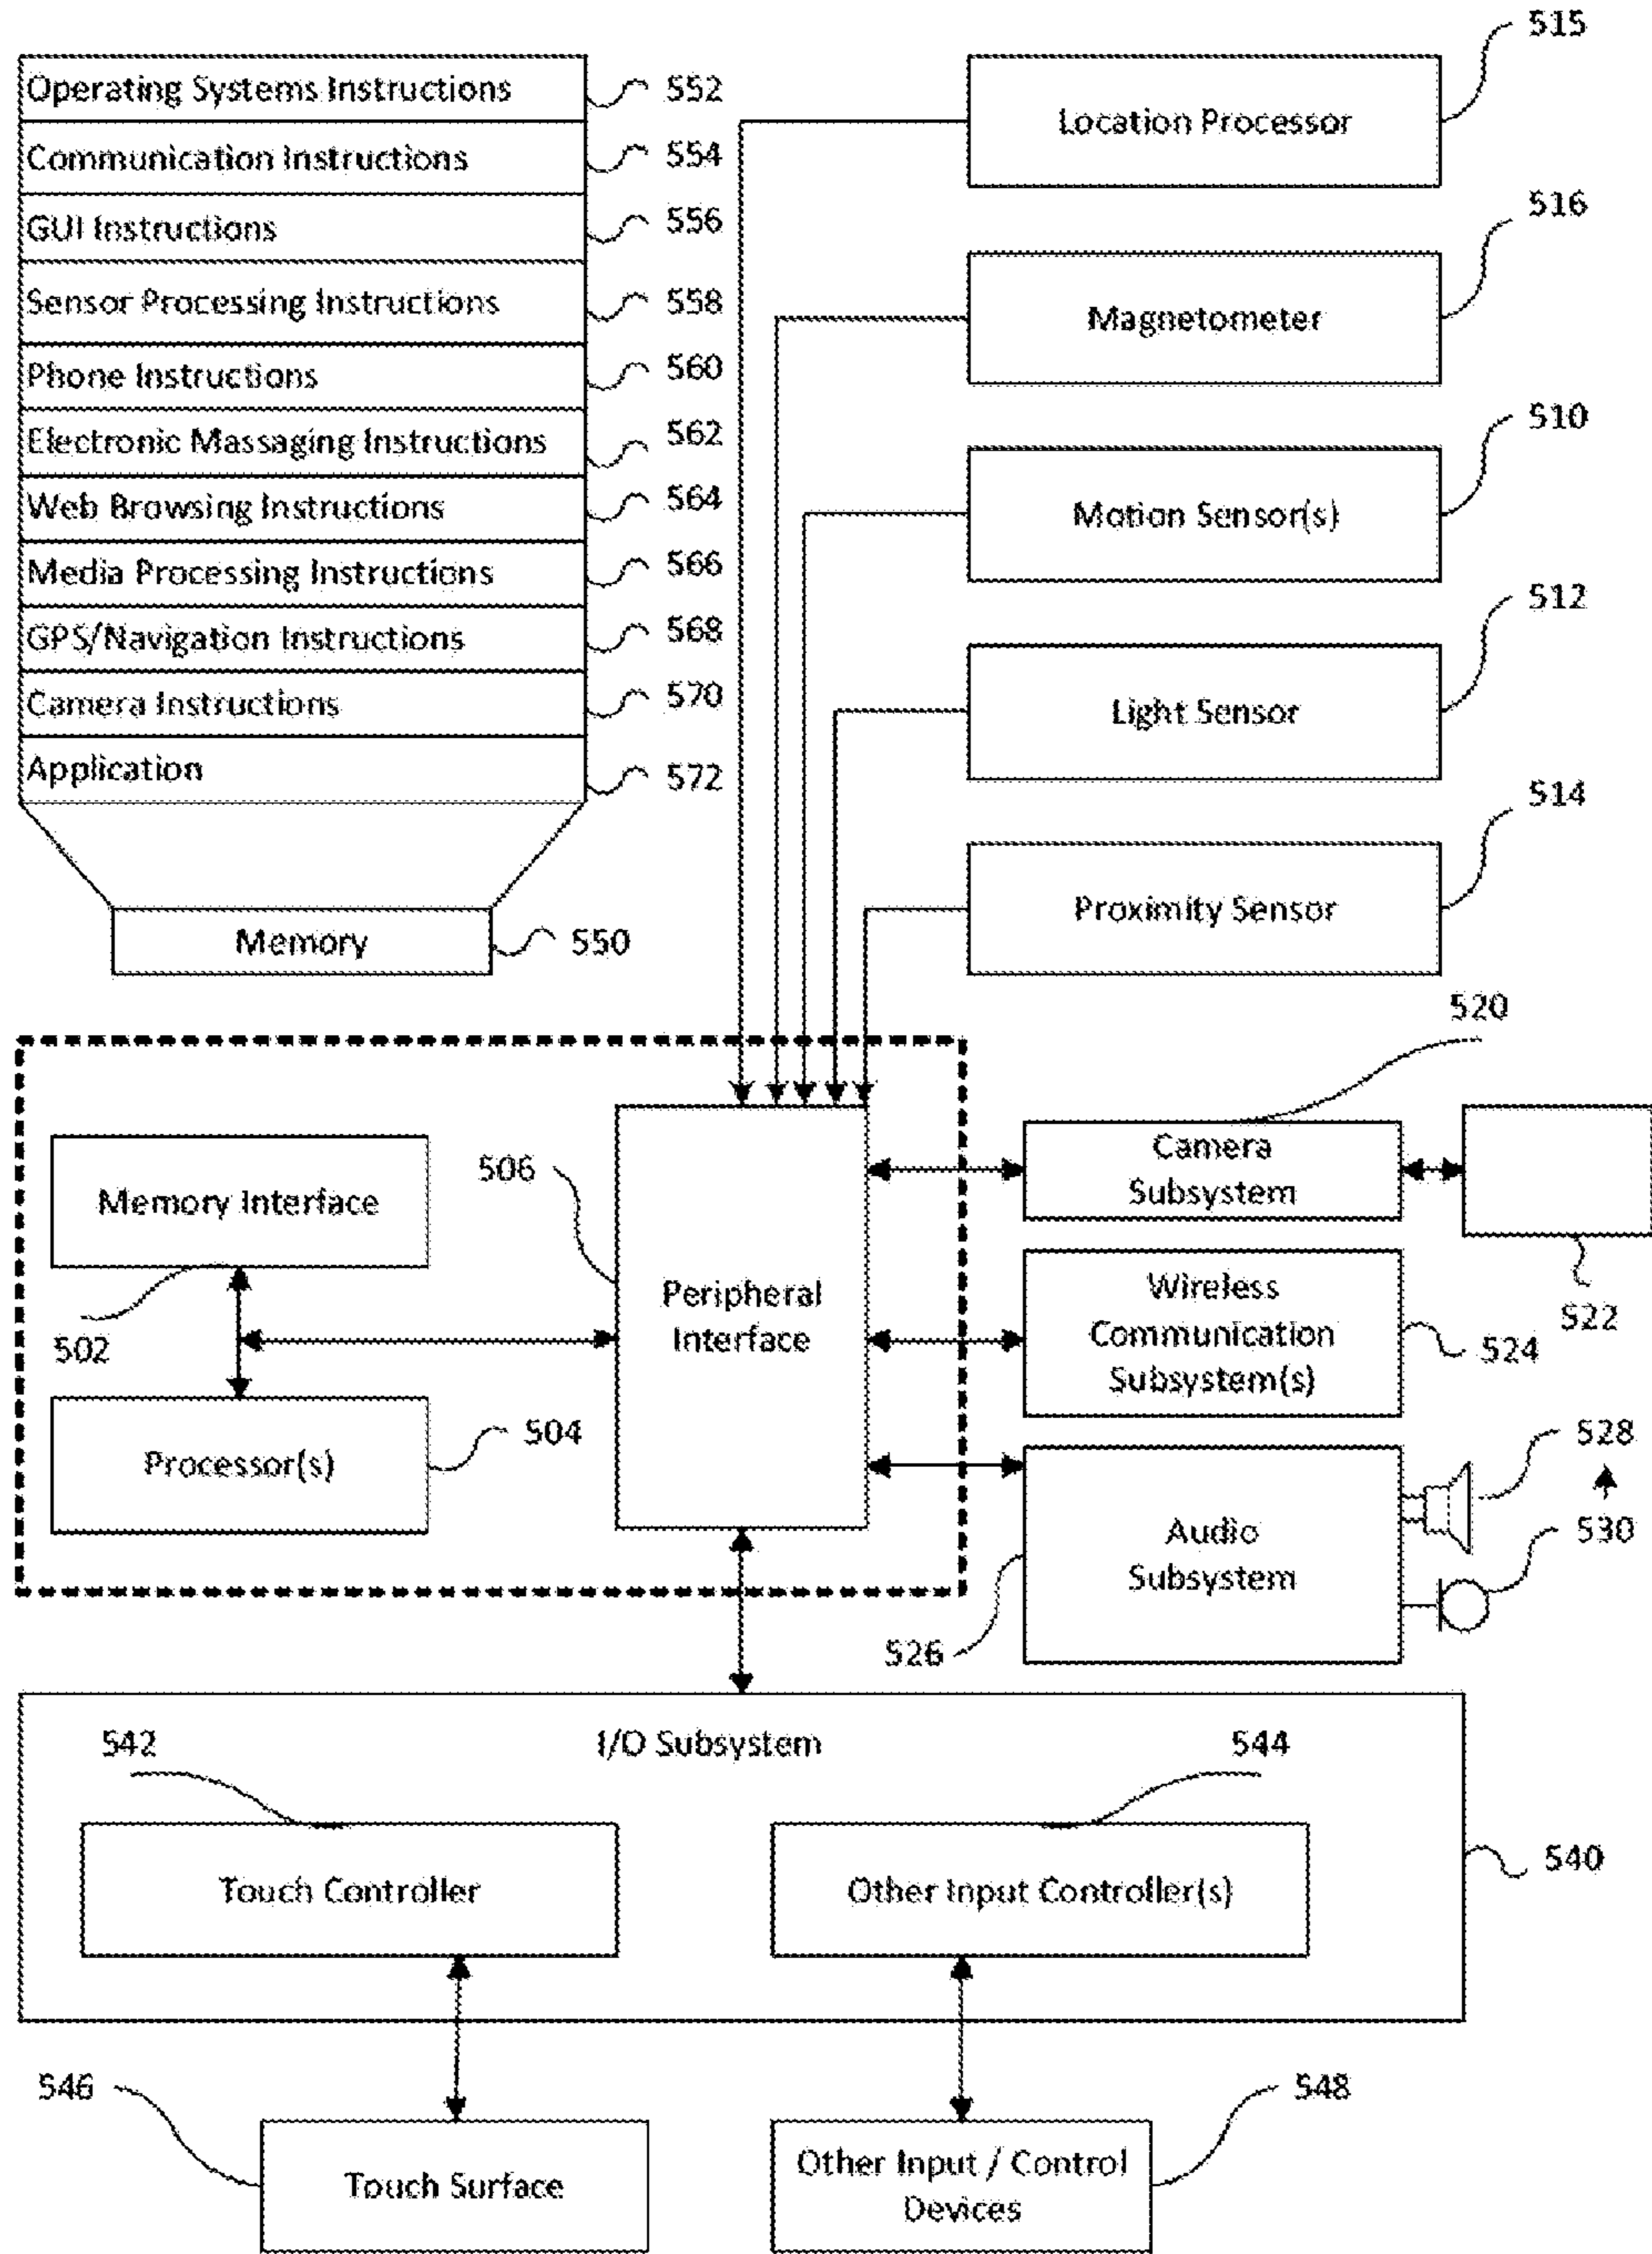 Operating Systems Instructions 552
Communication Instructions 554
GUI Instructions 556
Sensor Processing Instructions 558
Phone Instructions 560
Electronic Massaging Instructions 562
Web Browsing Instructions 564
Media Processing Instructions 566
GPS/Navigation Instructions 568
Camera Instructions 570
Application 572
Memory 550
515
Location Processor
516
Magnetometer
510
Motion Sensor(s)
512
Light Sensor
514
Proximity Sensor
520
Memory Interface
502
Processor(s) 504
506
Peripheral
Interface
Camera
Subsystem
522
Wireless
Communication
Subsystem(s)
524
Audio
Subsystem
526
528
530
I/O Subsystem
542
544
540
Touch Controller
Other Input Controller(s)
546
Touch Surface
548
Other Input / Control
Devices